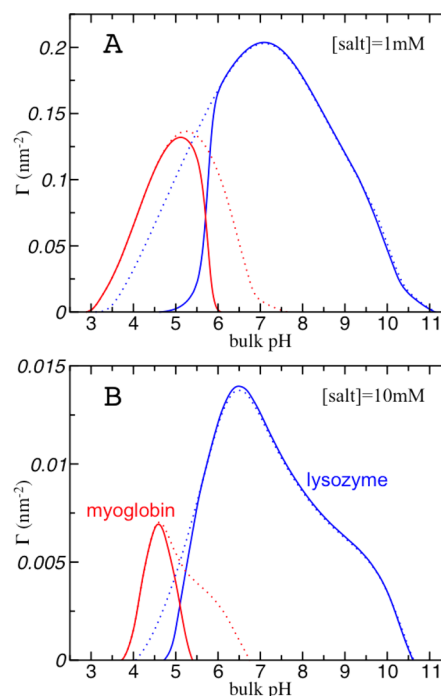 A
[salt]=1mM
Γ (nm⁻²)
0.2
0.15
0.1
0.05
0
3 4 5 6 7 8 9 10 11
bulk pH
B
[salt]=10mM
Γ (nm⁻²)
0.015
0.01
0.005
0
lysozyme
myoglobin
3 4 5 6 7 8 9 10 11
bulk pH